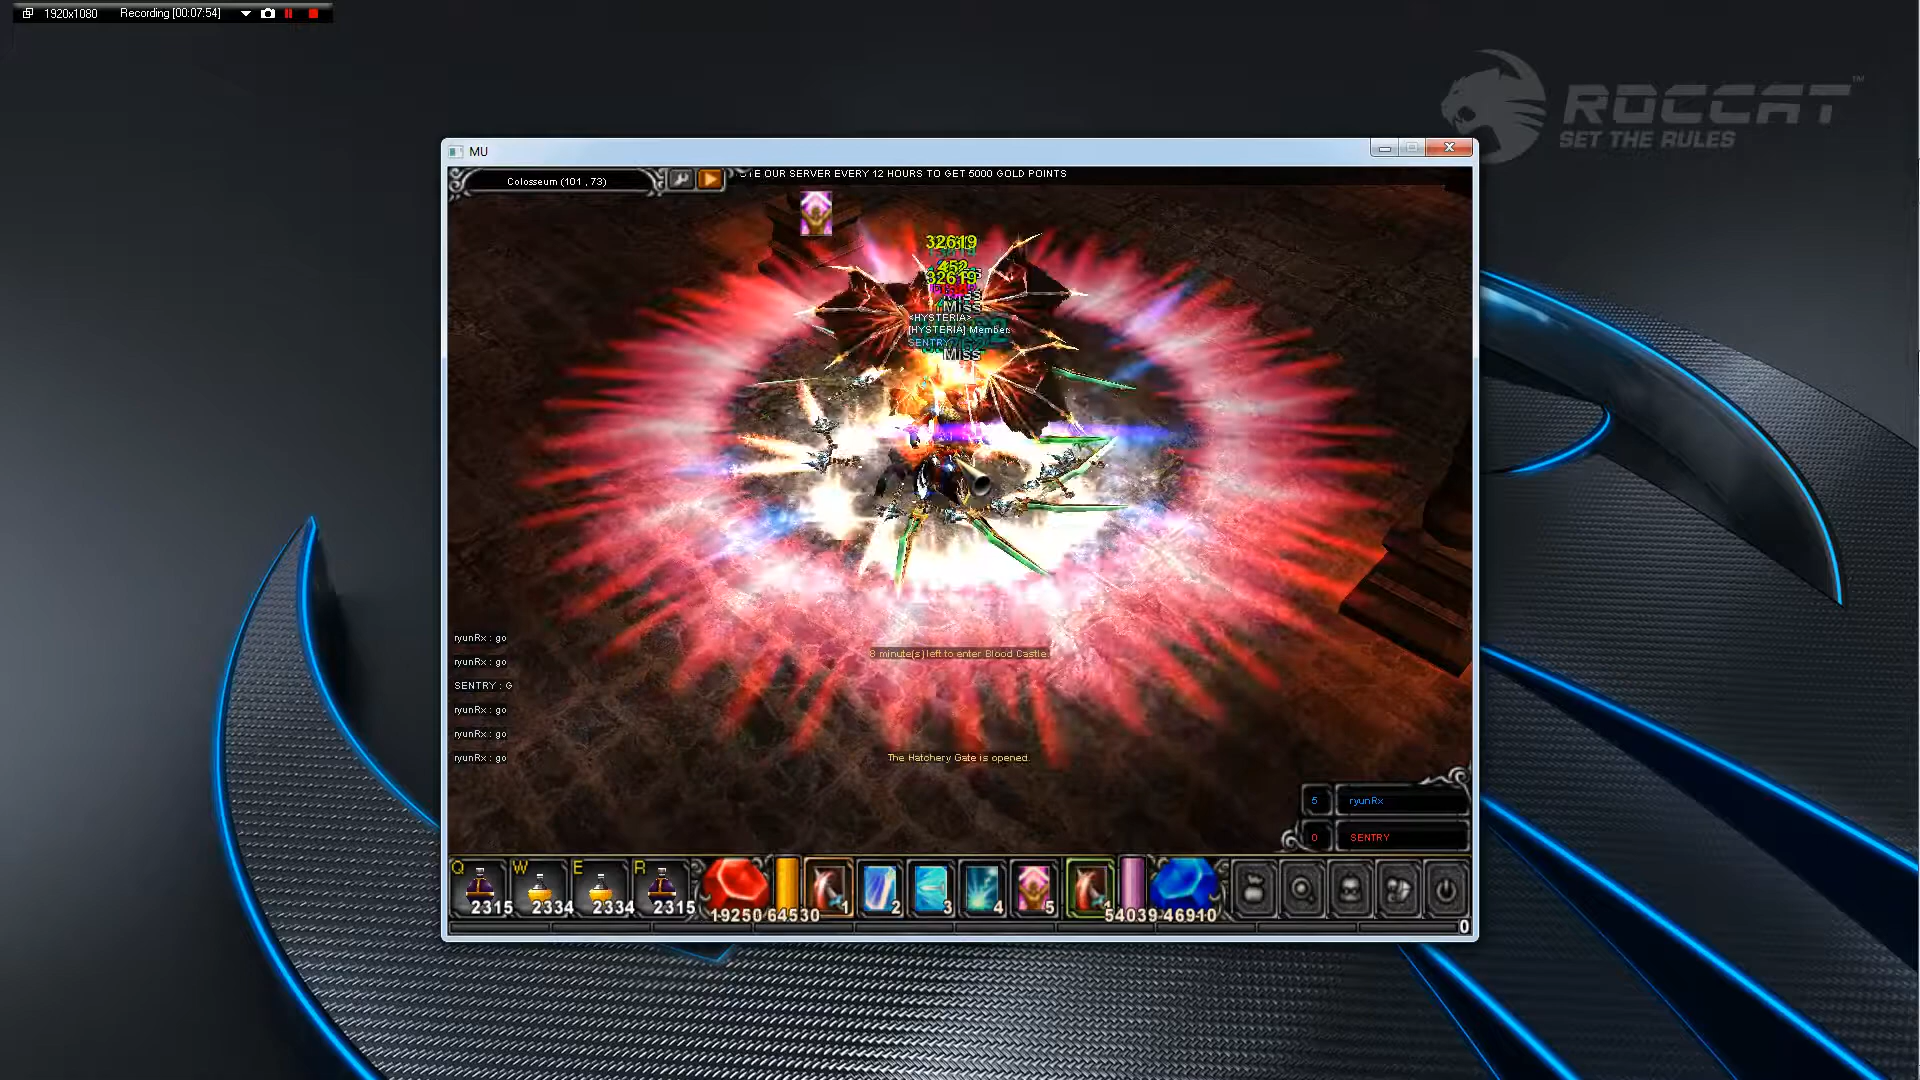 1920x1080 Recording [00:07:54]
ROCCAT™
SET THE RULES
MU
Colosseum (101 , 73)
OUR SERVER EVERY 12 HOURS TO GET 5000 GOLD POINTS
32619
452
32619
Miss
Miss
<HYSTERIA>
[HYSTERIA] Member
SENTRY
Miss
ryunRx : go
ryunRx : go
SENTRY : G
ryunRx : go
ryunRx : go
ryunRx : go
8 minute(s) left to enter Blood Castle.
The Hatchery Gate is opened.
5 ryunRx
0 SENTRY
Q W E R
2315 2334 2334 2315 19250 64530 1 2 3 4 5 54039 46910
0